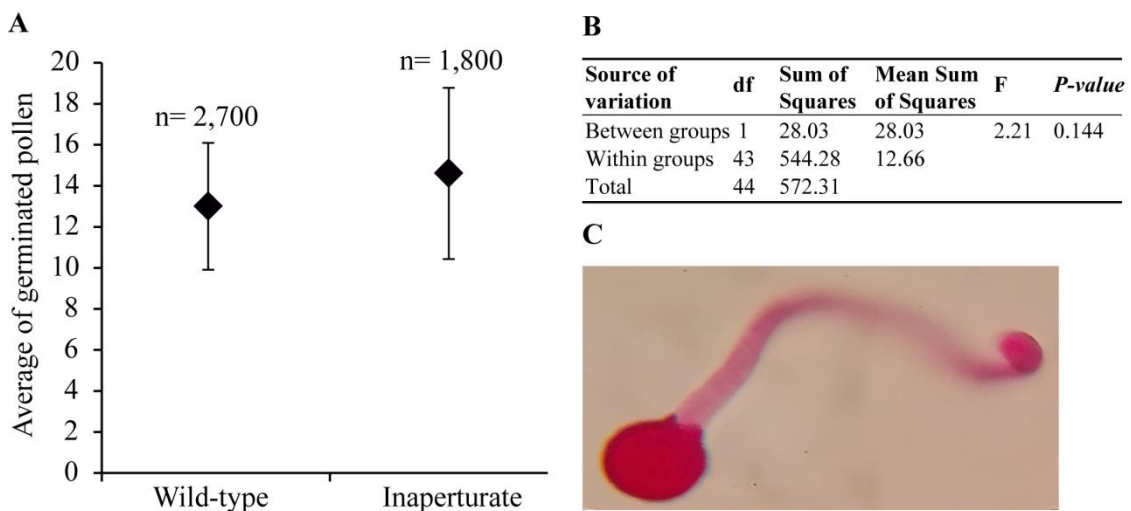 A
n= 2,700
n= 1,800
20
18
16
14
12
10
8
6
4
2
0
Average of germinated pollen
Wild-type
Inaperturate
B
Source of variation df Sum of Squares Mean Sum of Squares F P-value
Between groups 1 28.03 28.03 2.21 0.144
Within groups 43 544.28 12.66
Total 44 572.31
C